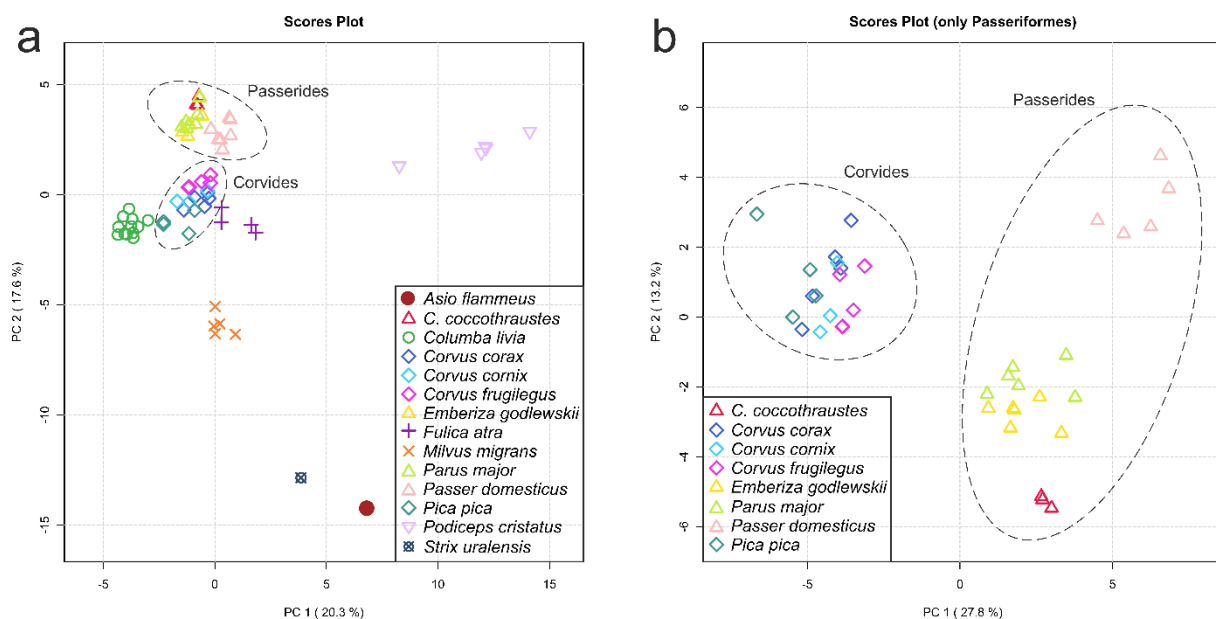 a
Scores Plot
PC 2 ( 17.6 %)
5
0
-5
-10
-15
Passerides
Corvides
Asio flammeus
C. coccothraustes
Columba livia
Corvus corax
Corvus cornix
Corvus frugilegus
Emberiza godlewskii
Fulica atra
Milvus migrans
Parus major
Passer domesticus
Pica pica
Podiceps cristatus
Strix uralensis
-5
0
5
10
15
PC 1 ( 20.3 %)
b
Scores Plot (only Passeriformes)
PC 2 ( 13.2 %)
6
4
2
0
-2
-4
-6
Passerides
Corvides
C. coccothraustes
Corvus corax
Corvus cornix
Corvus frugilegus
Emberiza godlewskii
Parus major
Passer domesticus
Pica pica
-5
0
5
PC 1 ( 27.8 %)